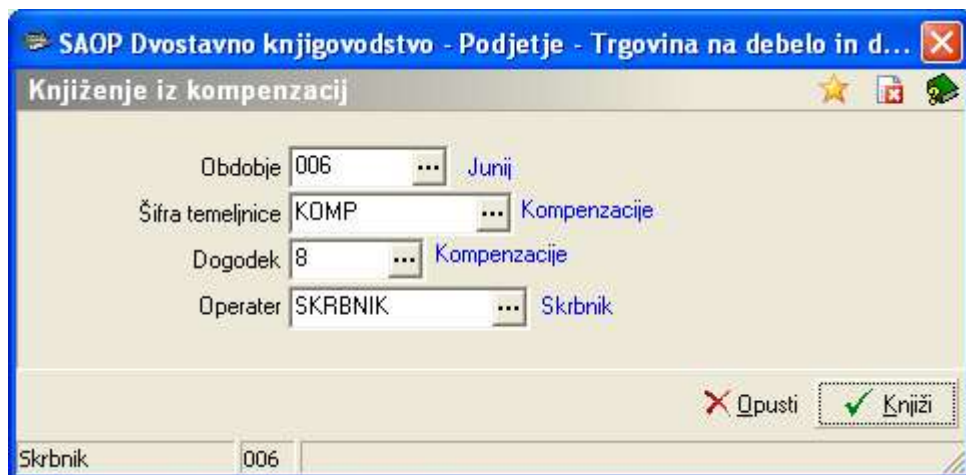 SAOP Dvostavno knjigovodstvo - Podjetje - Trgovina na debelo in d...
Knjiženje iz kompenzacij
Obdobje 006 ... Junij
Šifra temeljnice KOMP ... Kompenzacije
Dogodek 8 ... Kompenzacije
Operater SKRBNIK ... Skrbnik
Opusti Knjiži
Skrbnik 006